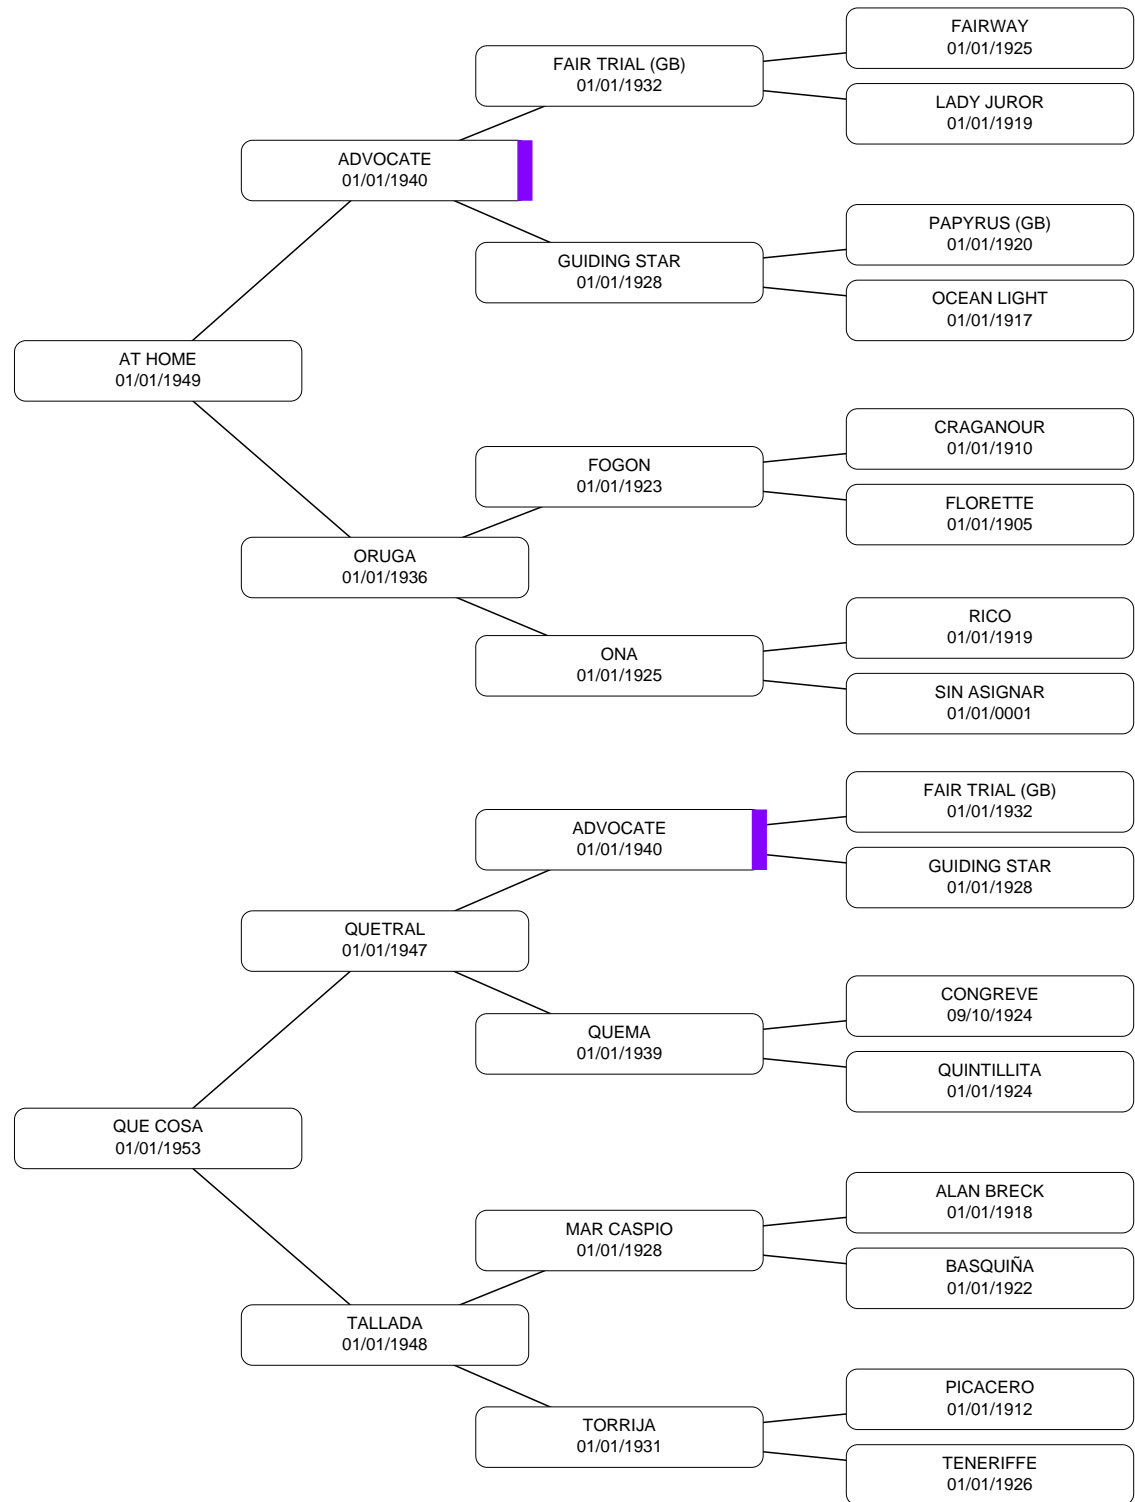 FAIRWAY
01/01/1925
FAIR TRIAL (GB)
01/01/1932
LADY JUROR
01/01/1919
ADVOCATE
01/01/1940
PAPYRUS (GB)
01/01/1920
GUIDING STAR
01/01/1928
OCEAN LIGHT
01/01/1917
AT HOME
01/01/1949
CRAGANOUR
01/01/1910
FOGON
01/01/1923
FLORETTE
01/01/1905
ORUGA
01/01/1936
RICO
01/01/1919
ONA
01/01/1925
SIN ASIGNAR
01/01/0001
FAIR TRIAL (GB)
01/01/1932
ADVOCATE
01/01/1940
GUIDING STAR
01/01/1928
QUETRAL
01/01/1947
CONGREVE
09/10/1924
QUEMA
01/01/1939
QUINTILLITA
01/01/1924
QUE COSA
01/01/1953
ALAN BRECK
01/01/1918
MAR CASPIO
01/01/1928
BASQUIÑA
01/01/1922
TALLADA
01/01/1948
PICACERO
01/01/1912
TORRIJA
01/01/1931
TENERIFFE
01/01/1926